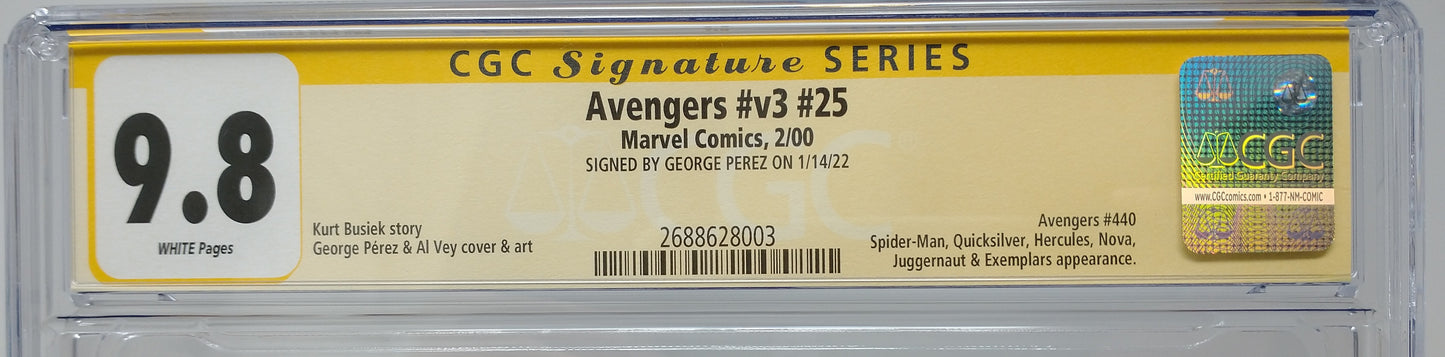 CGC Signature SERIES
9.8
WHITE Pages
Avengers #v3 #25
Marvel Comics, 2/00
SIGNED BY GEORGE PEREZ ON 1/14/22
Kurt Busiek story
George Pérez & Al Vey cover & art
2688628003
Avengers #440
Spider-Man, Quicksilver, Hercules, Nova,
Juggernaut & Exemplars appearance.
CGC
Certified Guaranty Company
www.CGCcomics.com • 1-877-NM-COMIC
CGC®